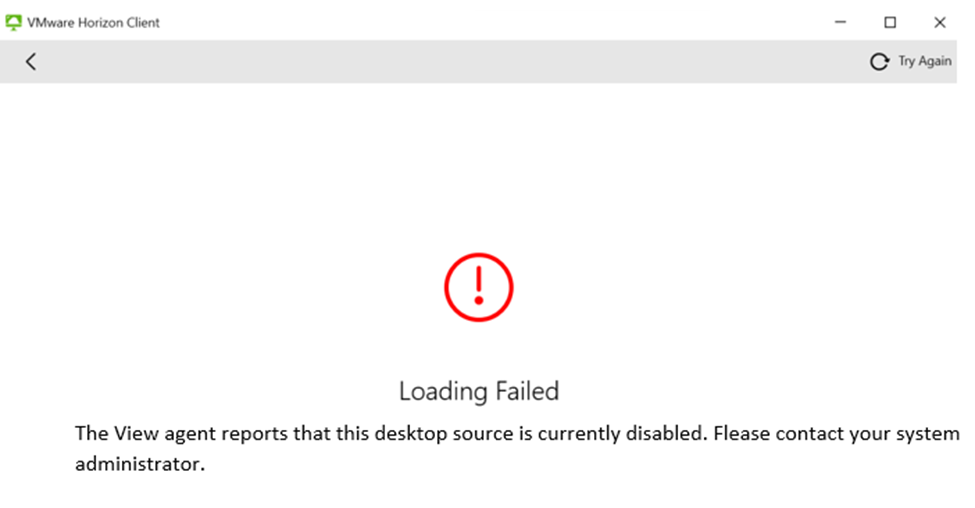 VMware Horizon Client
Try Again
Loading Failed
The View agent reports that this desktop source is currently disabled. Flease contact your system
administrator.